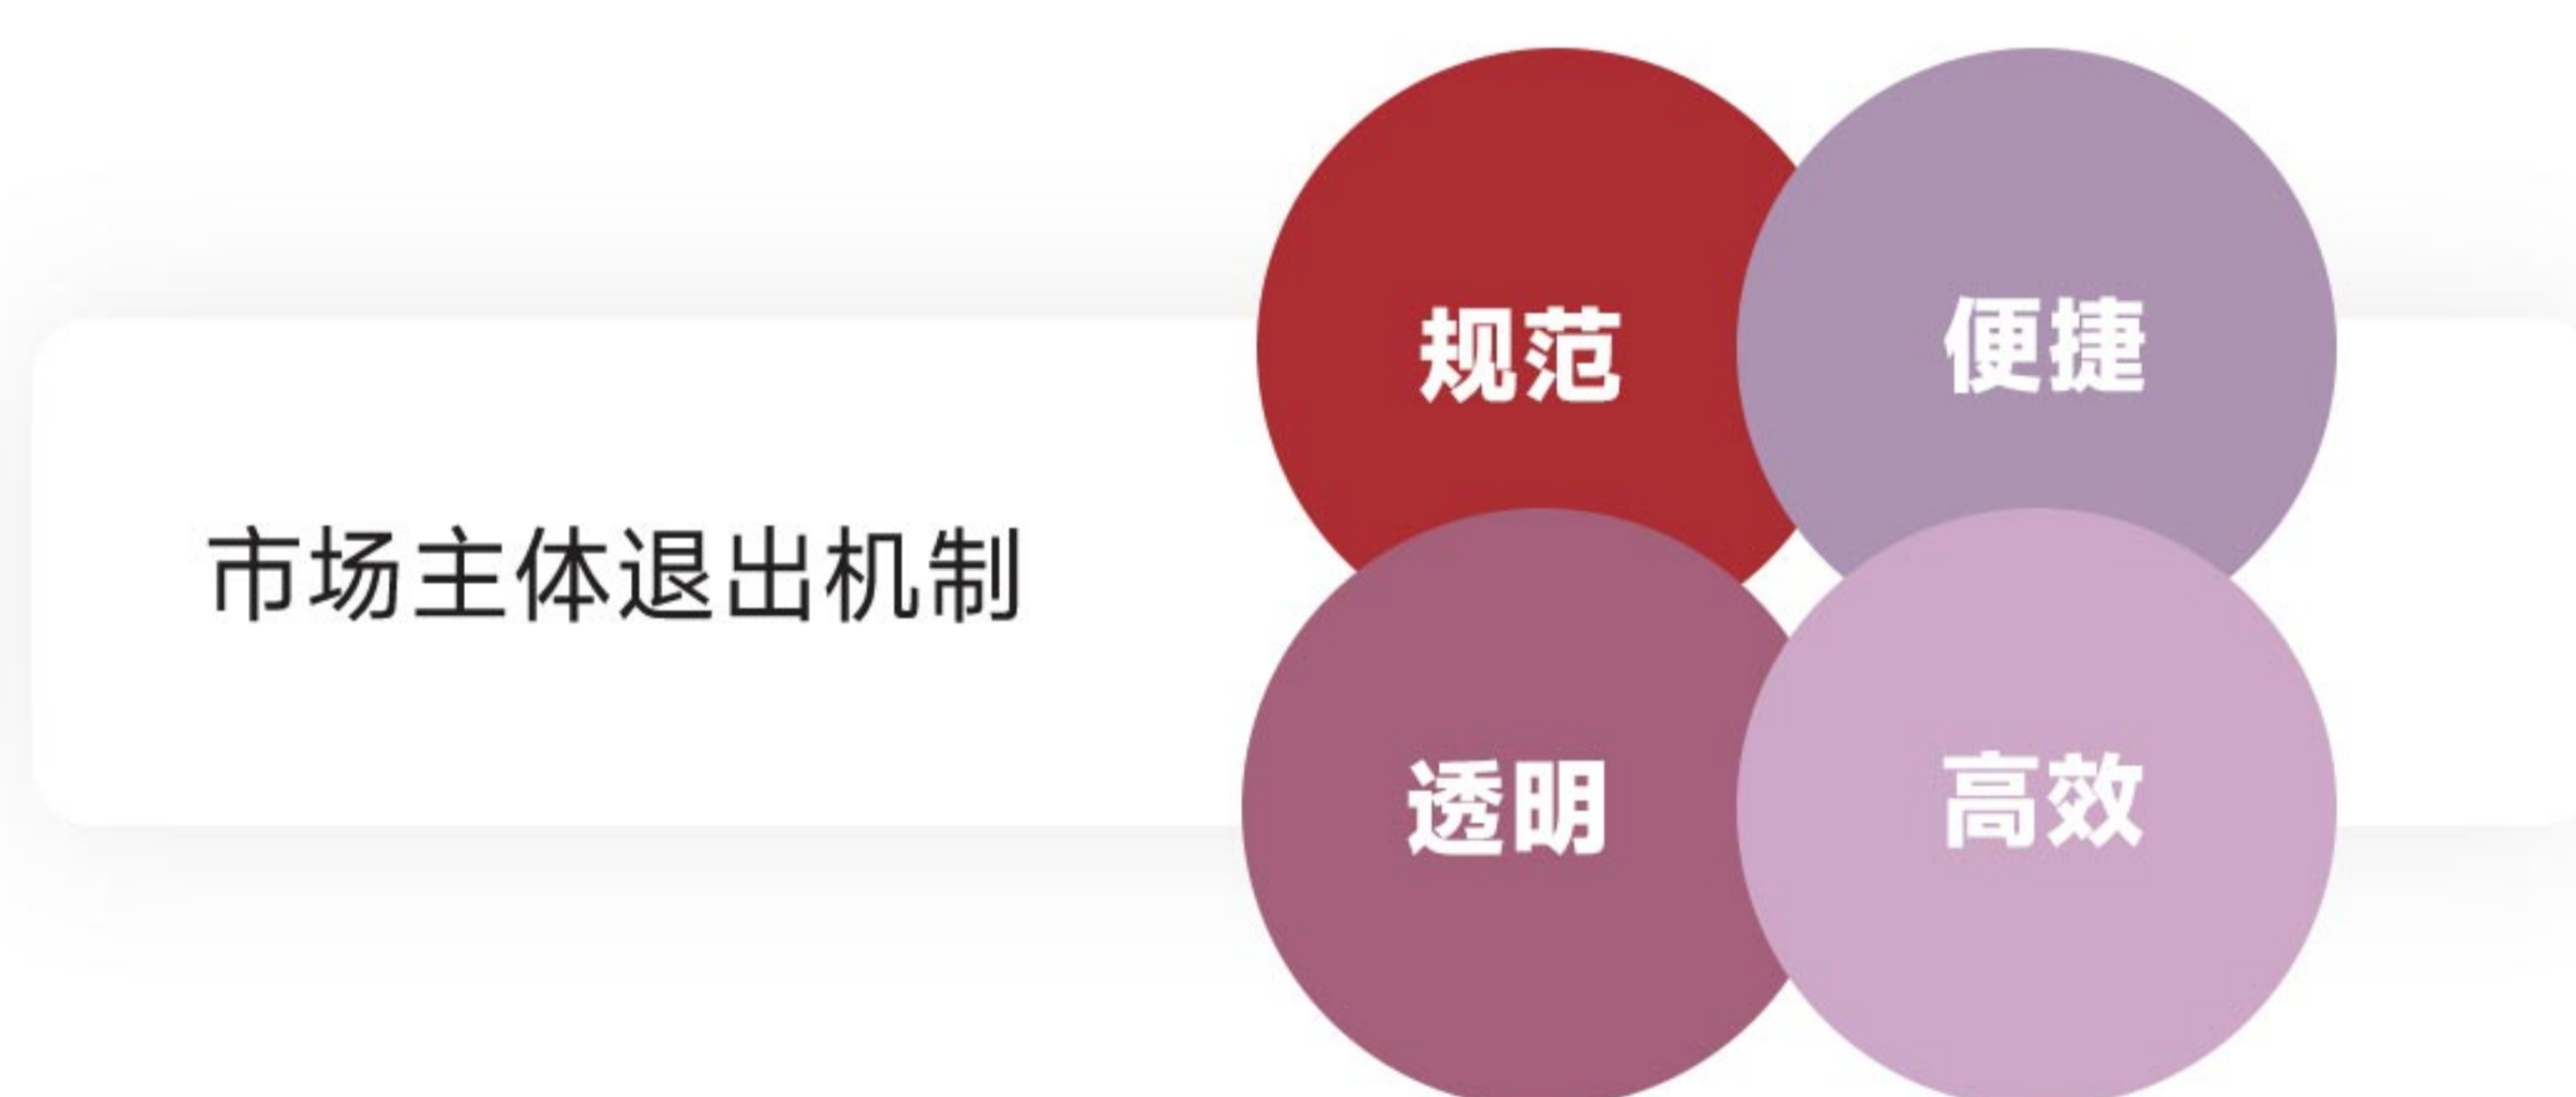 市场主体退出机制
规范
便捷
透明
高效